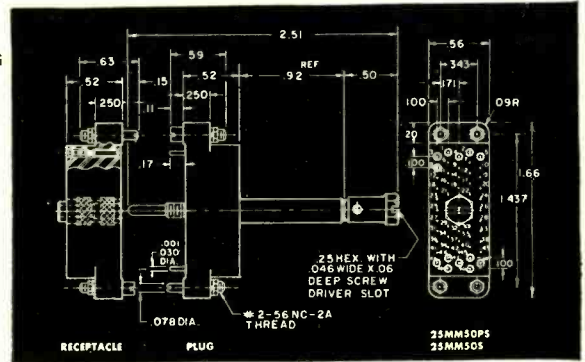 2.51
.63
.59
REF
.56
.52
.15
.52
.92
.50
.343
.250
.11
.250
.171
.100
.09R
.20
.100
.17
1.66
1.437
.001
.030
DIA.
.25 HEX. WITH
.046 WIDE X .06
DEEP SCREW
DRIVER SLOT
.100
.078 DIA.
# 2-56 NC-2A
THREAD
RECEPTACLE
PLUG
25MM50PS
25MM50S